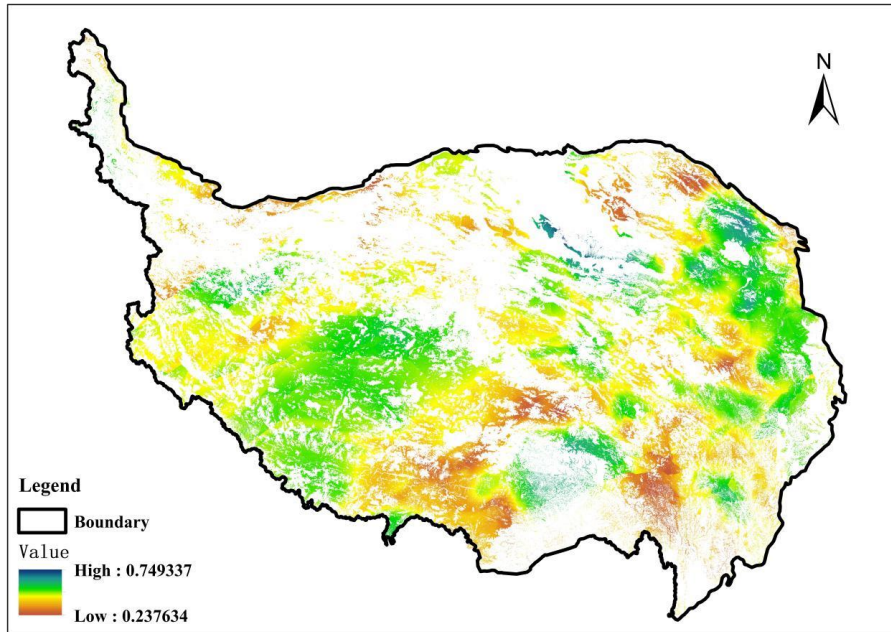 N
Legend
Boundary
Value
High : 0.749337
Low : 0.237634